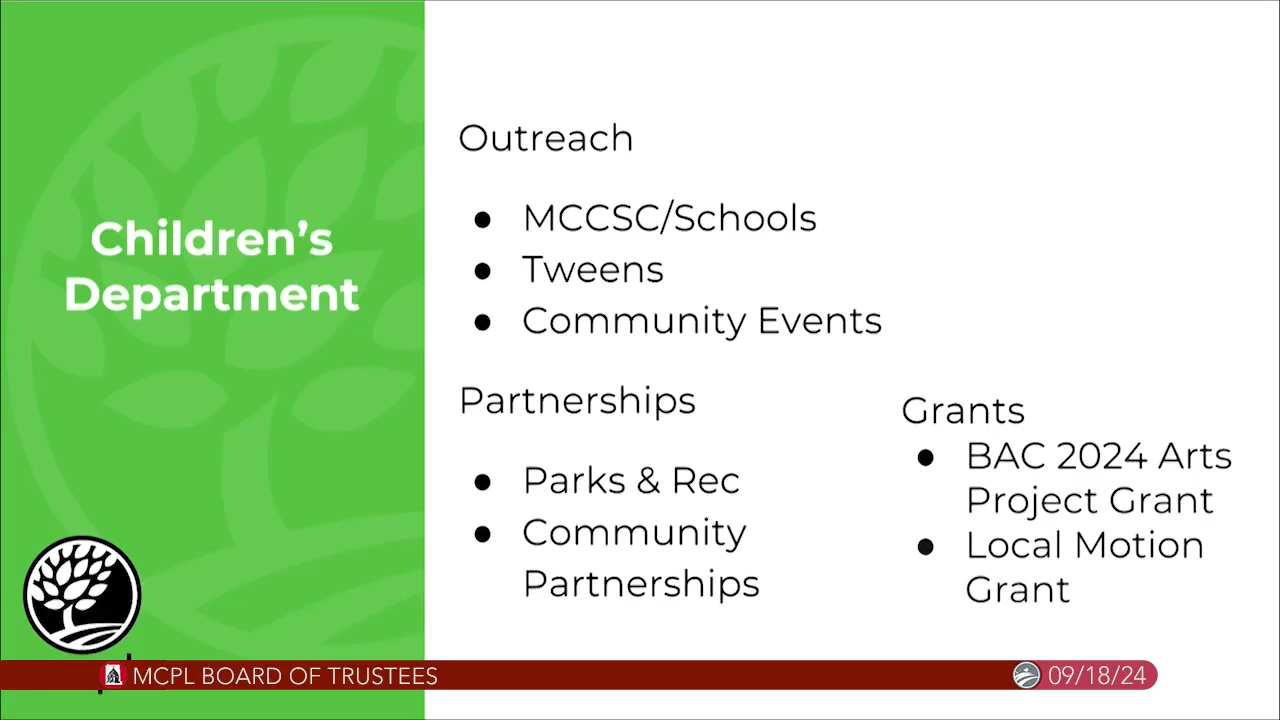 Children's
Department
Outreach
● MCCSC/Schools
● Tweens
● Community Events
Partnerships
● Parks & Rec
● Community
Partnerships
Grants
● BAC 2024 Arts
Project Grant
● Local Motion
Grant
MCPL BOARD OF TRUSTEES
09/18/24